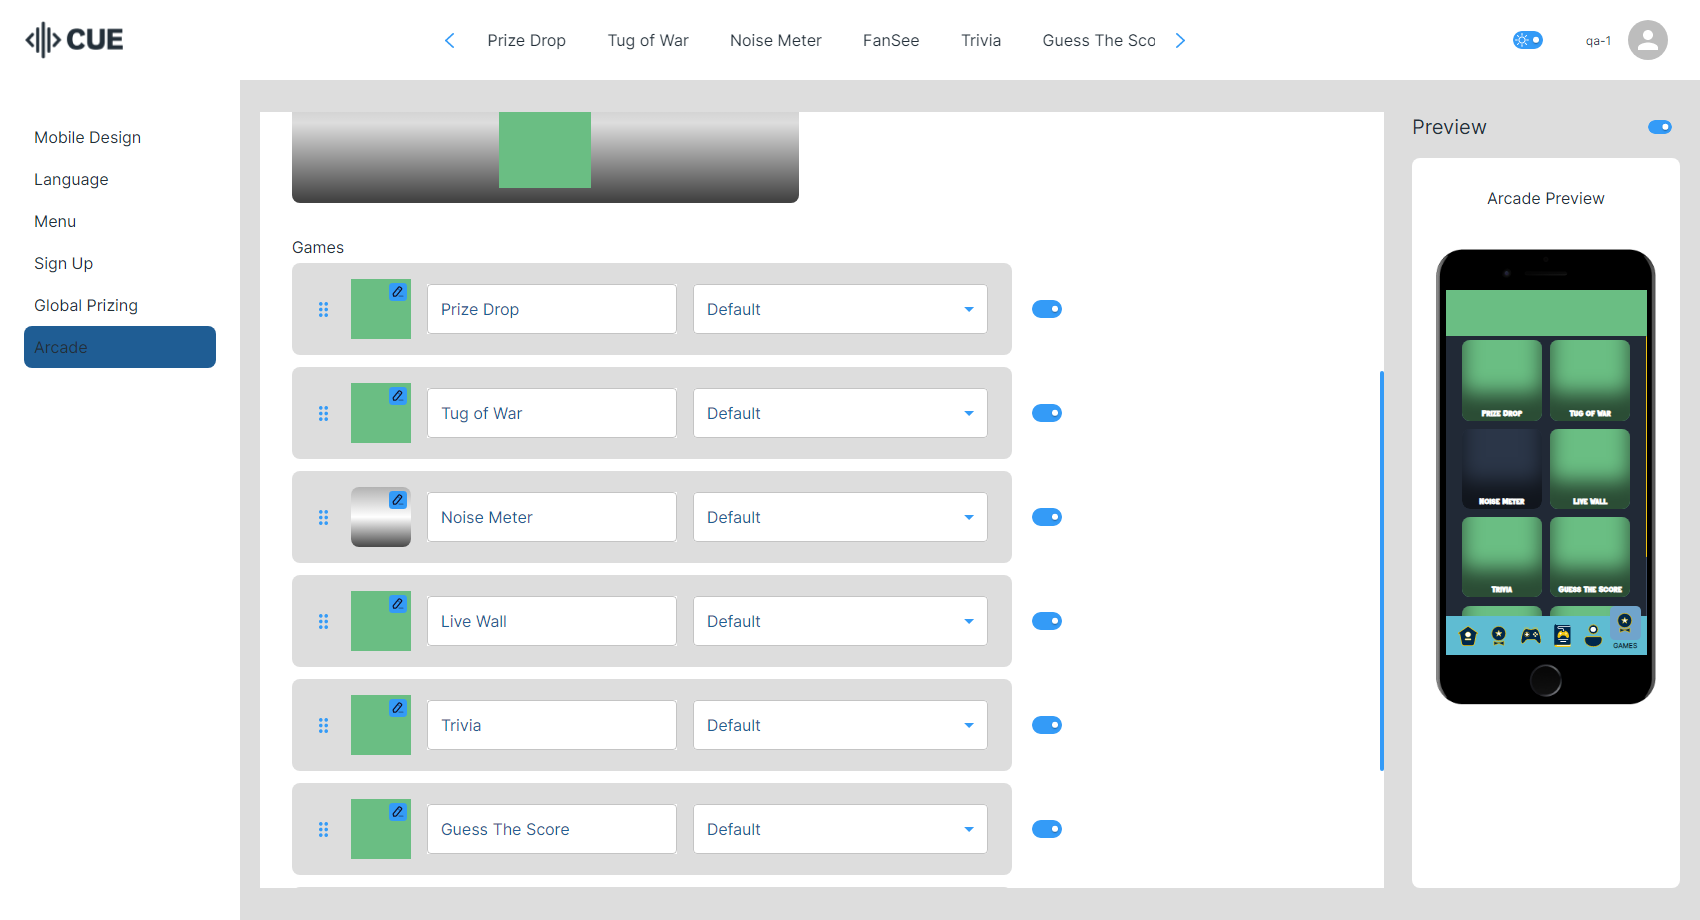 CUE
Prize Drop
Tug of War
Noise Meter
FanSee
Trivia
Guess The Sco
qa-1
Mobile Design
Language
Menu
Sign Up
Global Prizing
Arcade
Games
Prize Drop
Default
Tug of War
Default
Noise Meter
Default
Live Wall
Default
Trivia
Default
Guess The Score
Default
Preview
Arcade Preview
Prize Drop
Tug of War
Noise Meter
Live Wall
Trivia
Guess The Score
GAMES